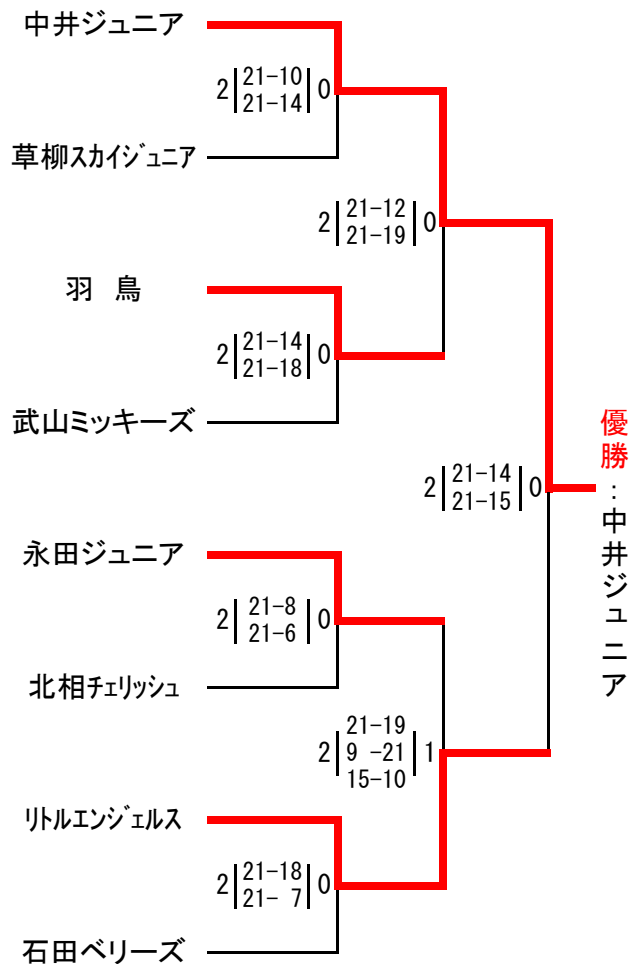 中井ジュニア
2 21-10 0
21-14
草柳スカイジュニア
2 21-12 0
21-19
羽 鳥
2 21-14 0
21-18
武山ミッキーズ
優勝：中井ジュニア
2 21-14 0
21-15
永田ジュニア
2 21-8 0
21-6
北相チェリッシュ
21-19
2 9 -21 1
15-10
リトルエンジェルス
2 21-18 0
21- 7
石田ベリーズ